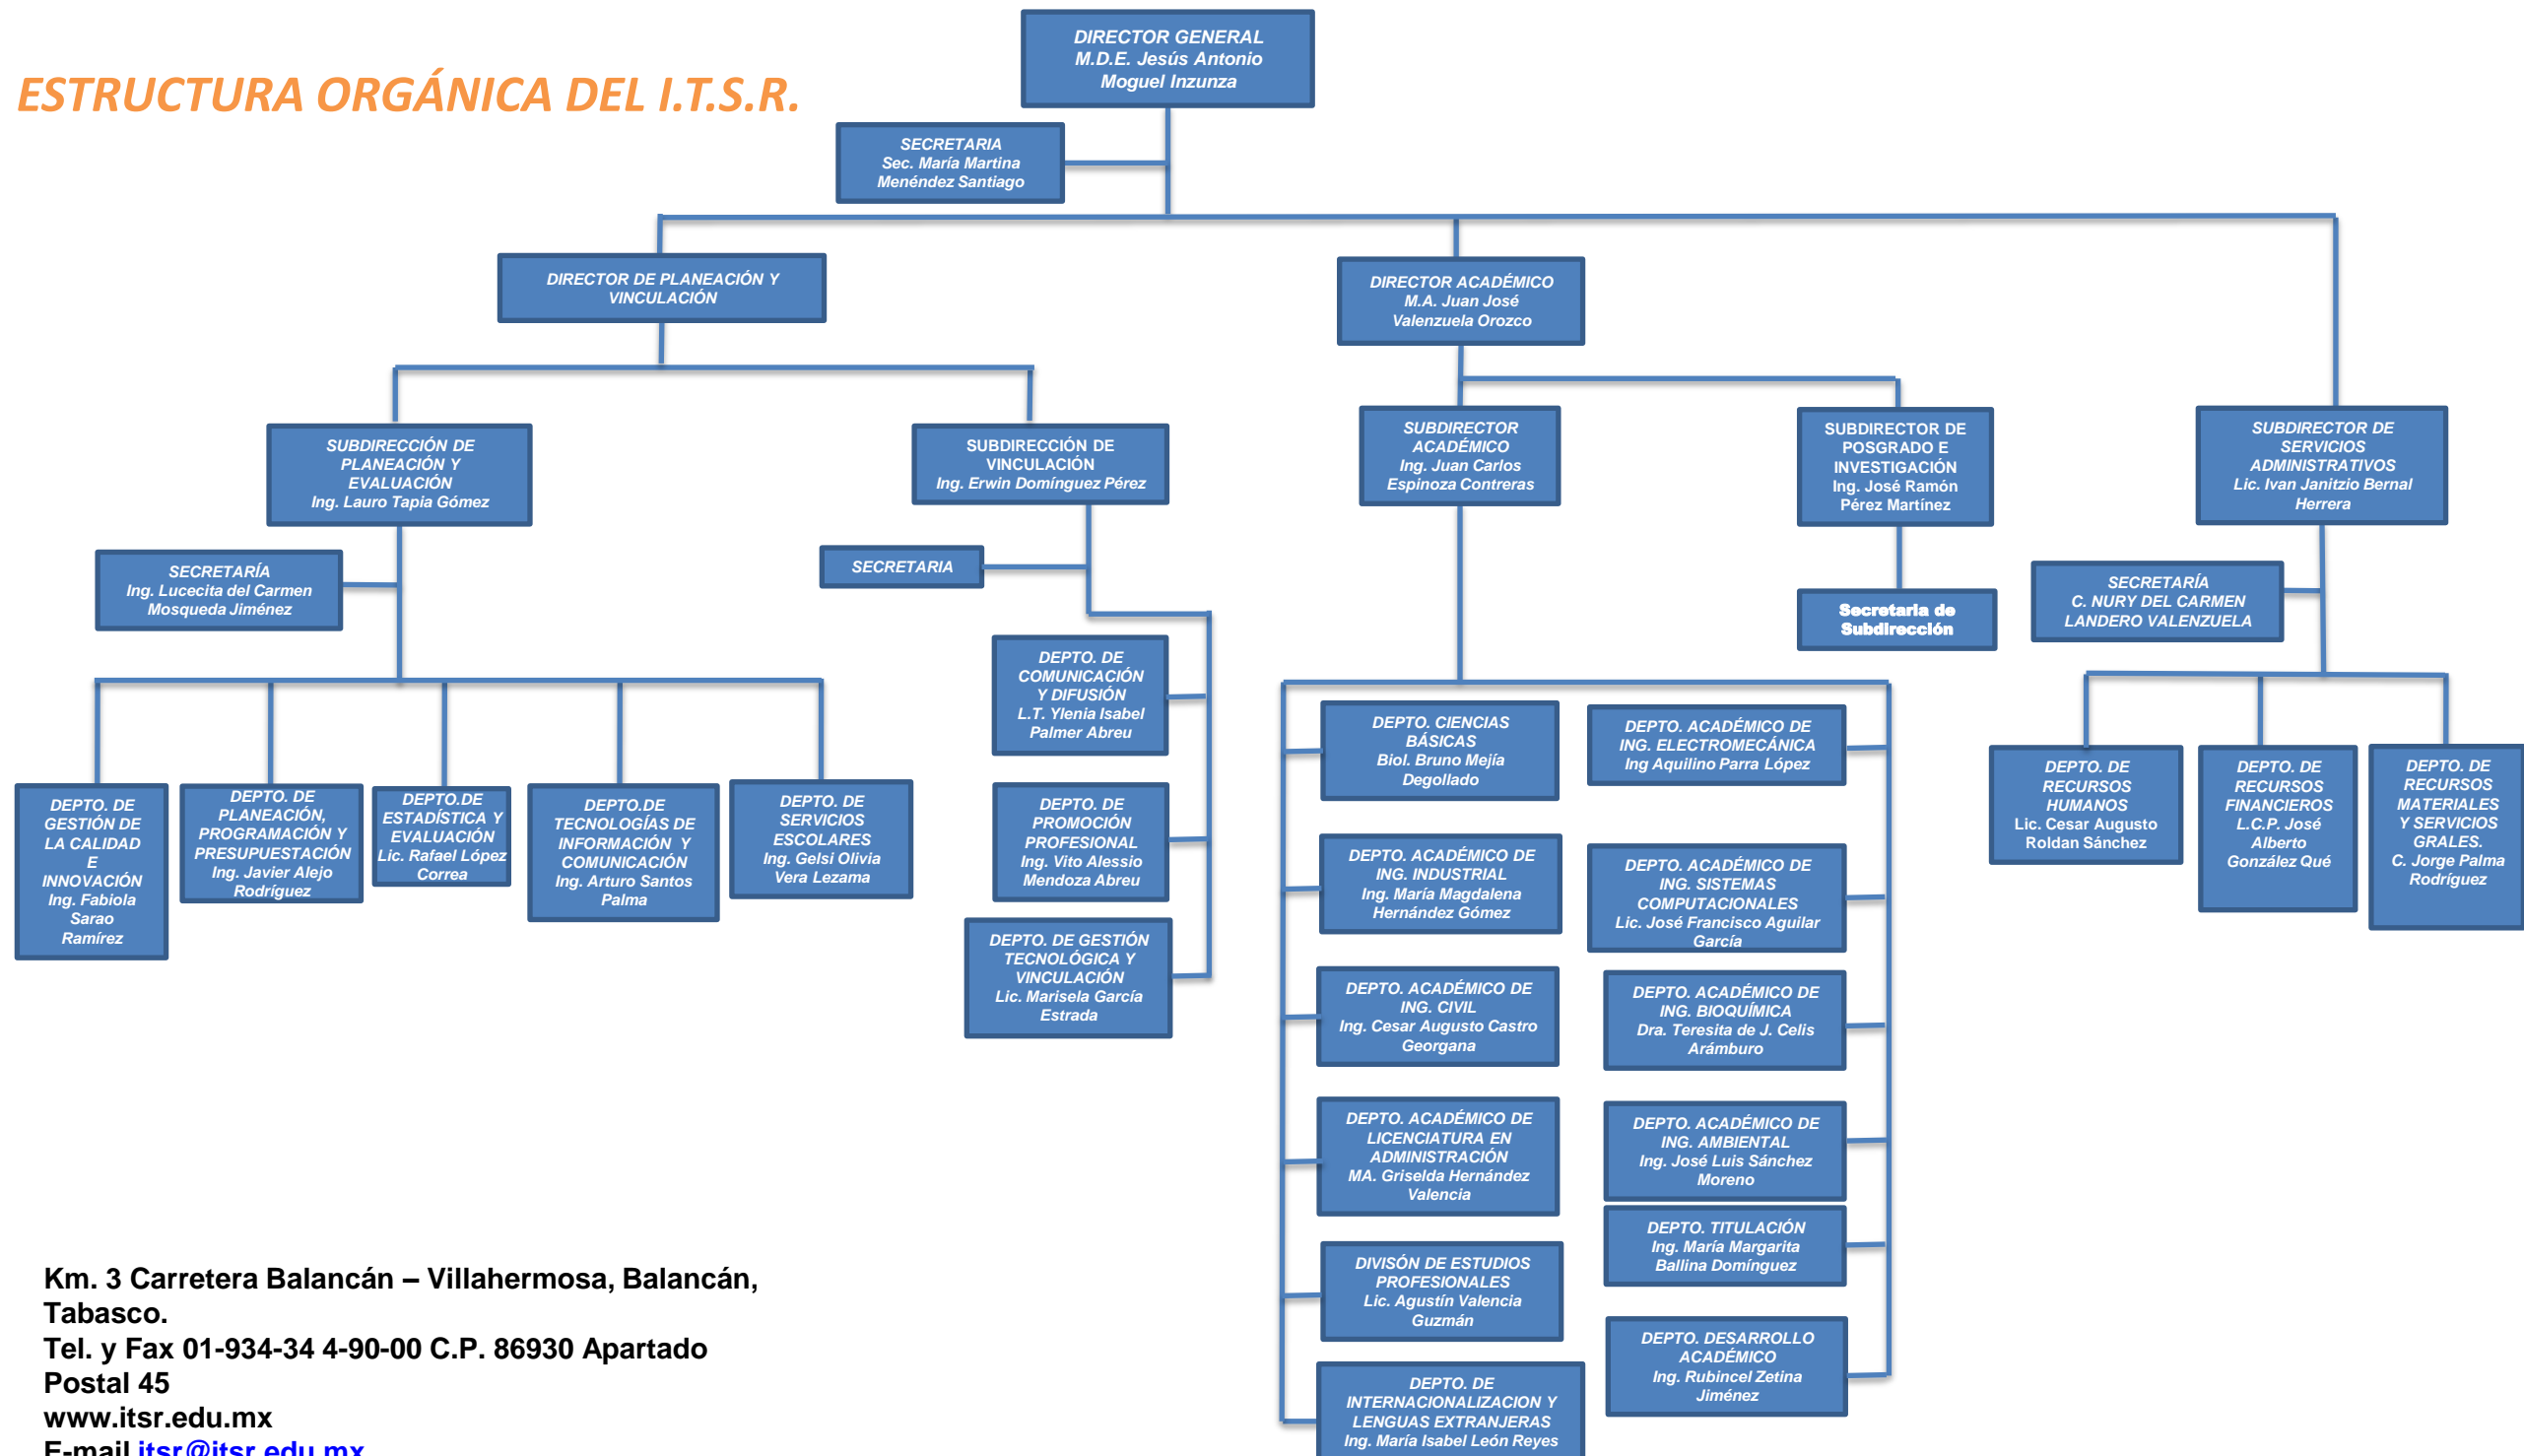 ESTRUCTURA ORGÁNICA DEL I.T.S.R.
DIRECTOR GENERAL
M.D.E. Jesús Antonio
Moguel Inzunza
SECRETARIA
Sec. María Martina
Menéndez Santiago
DIRECTOR DE PLANEACIÓN Y
VINCULACIÓN
DIRECTOR ACADÉMICO
M.A. Juan José
Valenzuela Orozco
SUBDIRECCIÓN DE
PLANEACIÓN Y
EVALUACIÓN
Ing. Lauro Tapia Gómez
SUBDIRECCIÓN DE
VINCULACIÓN
Ing. Erwin Domínguez Pérez
SUBDIRECTOR
ACADÉMICO
Ing. Juan Carlos
Espinoza Contreras
SUBDIRECTOR DE
POSGRADO E
INVESTIGACIÓN
Ing. José Ramón
Pérez Martínez
SUBDIRECTOR DE
SERVICIOS
ADMINISTRATIVOS
Lic. Ivan Janitzio Bernal
Herrera
SECRETARÍA
Ing. Lucecita del Carmen
Mosqueda Jiménez
SECRETARIA
Secretaria de
Subdirección
SECRETARÍA
C. NURY DEL CARMEN
LANDERO VALENZUELA
DEPTO. DE
GESTIÓN DE
LA CALIDAD
E
INNOVACIÓN
Ing. Fabiola
Sarao
Ramírez
DEPTO. DE
PLANEACIÓN,
PROGRAMACIÓN Y
PRESUPUESTACIÓN
Ing. Javier Alejo
Rodríguez
DEPTO.DE
ESTADÍSTICA Y
EVALUACIÓN
Lic. Rafael López
Correa
DEPTO.DE
TECNOLOGÍAS DE
INFORMACIÓN Y
COMUNICACIÓN
Ing. Arturo Santos
Palma
DEPTO. DE
SERVICIOS
ESCOLARES
Ing. Gelsi Olivia
Vera Lezama
DEPTO. DE
COMUNICACIÓN
Y DIFUSIÓN
L.T. Ylenia Isabel
Palmer Abreu
DEPTO. DE
PROMOCIÓN
PROFESIONAL
Ing. Vito Alessio
Mendoza Abreu
DEPTO. DE GESTIÓN
TECNOLÓGICA Y
VINCULACIÓN
Lic. Marisela García
Estrada
DEPTO. CIENCIAS
BÁSICAS
Biol. Bruno Mejía
Degollado
DEPTO. ACADÉMICO DE
ING. INDUSTRIAL
Ing. María Magdalena
Hernández Gómez
DEPTO. ACADÉMICO DE
ING. CIVIL
Ing. Cesar Augusto Castro
Georgana
DEPTO. ACADÉMICO DE
LICENCIATURA EN
ADMINISTRACIÓN
MA. Griselda Hernández
Valencia
DIVISÓN DE ESTUDIOS
PROFESIONALES
Lic. Agustín Valencia
Guzmán
DEPTO. DE
INTERNACIONALIZACION Y
LENGUAS EXTRANJERAS
Ing. María Isabel León Reyes
DEPTO. ACADÉMICO DE
ING. ELECTROMECÁNICA
Ing Aquilino Parra López
DEPTO. ACADÉMICO DE
ING. SISTEMAS
COMPUTACIONALES
Lic. José Francisco Aguilar
García
DEPTO. ACADÉMICO DE
ING. BIOQUÍMICA
Dra. Teresita de J. Celis
Arámburo
DEPTO. ACADÉMICO DE
ING. AMBIENTAL
Ing. José Luis Sánchez
Moreno
DEPTO. TITULACIÓN
Ing. María Margarita
Ballina Domínguez
DEPTO. DESARROLLO
ACADÉMICO
Ing. Rubincel Zetina
Jiménez
DEPTO. DE
RECURSOS
HUMANOS
Lic. Cesar Augusto
Roldan Sánchez
DEPTO. DE
RECURSOS
FINANCIEROS
L.C.P. José
Alberto
González Qué
DEPTO. DE
RECURSOS
MATERIALES
Y SERVICIOS
GRALES.
C. Jorge Palma
Rodríguez
Km. 3 Carretera Balancán – Villahermosa, Balancán,
Tabasco.
Tel. y Fax 01-934-34 4-90-00 C.P. 86930 Apartado
Postal 45
www.itsr.edu.mx
E-mail itsr@itsr.edu.mx